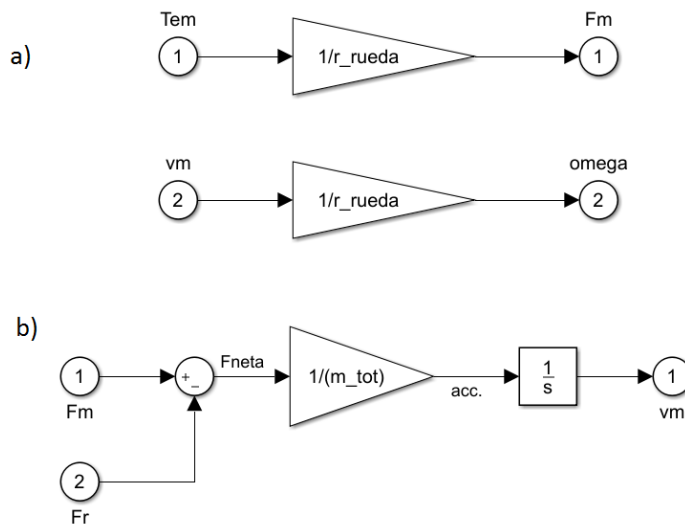 a)
Tem
1
1/r_rueda
Fm
1
vm
2
1/r_rueda
omega
2
b)
1
Fm
+
_
Fneta
1/(m_tot)
acc.
1
s
1
vm
2
Fr